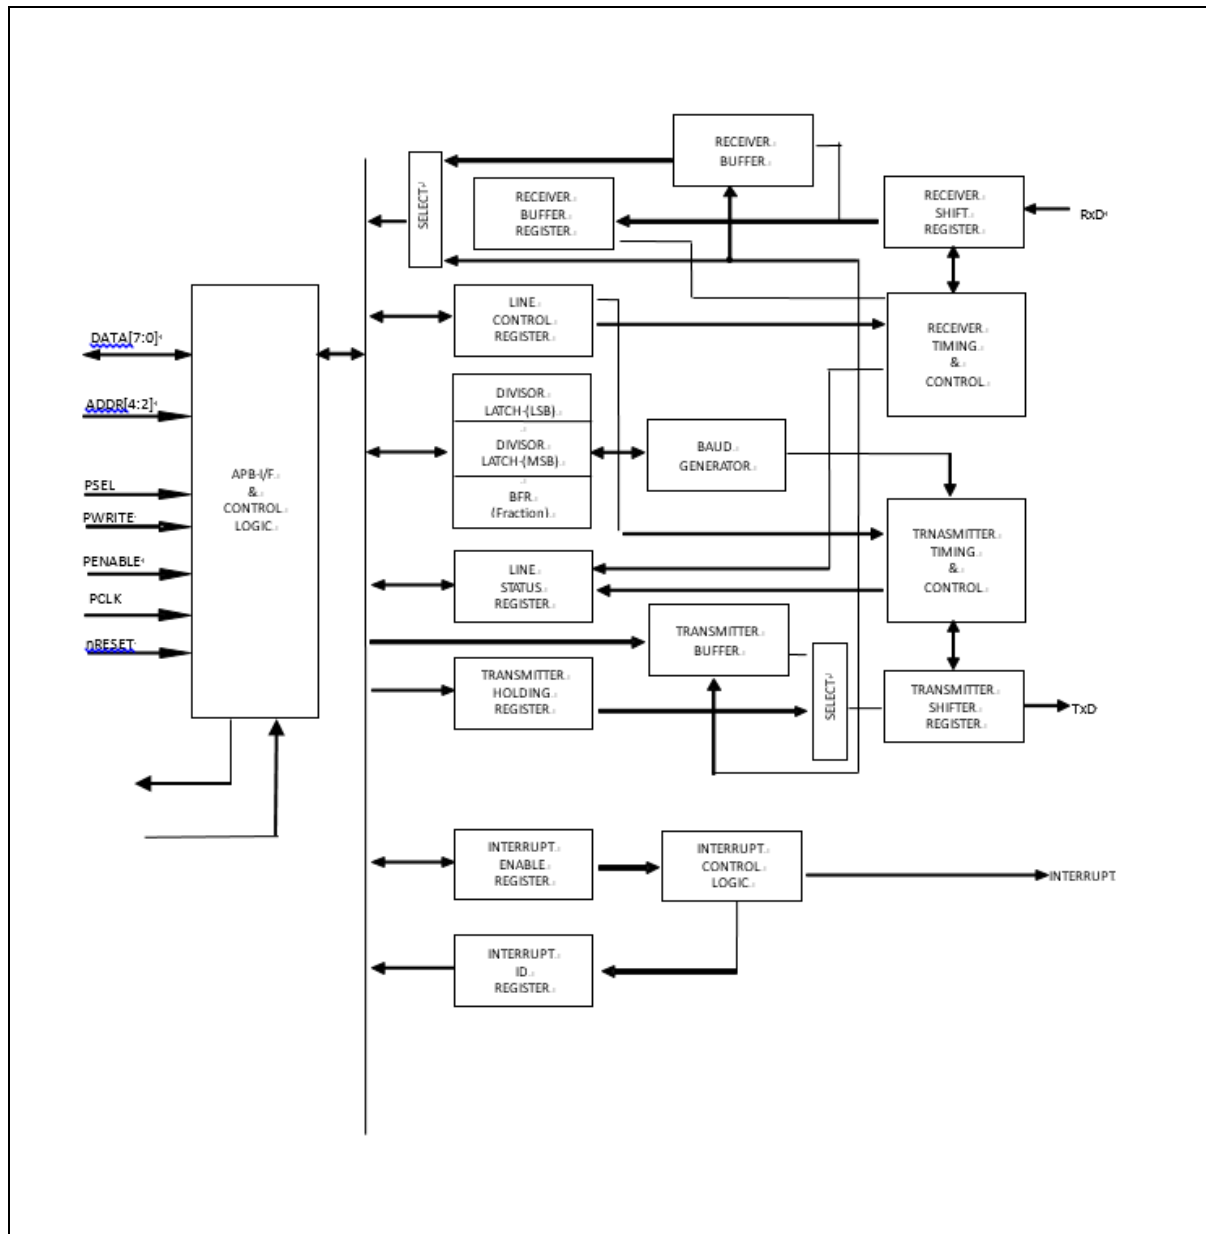 RECEIVER
BUFFER
SELECT
RECEIVER
BUFFER
REGISTER
RECEIVER
SHIFT
REGISTER
RxD
DATA[7:0]
ADDR[4:2]
PSEL
PWRITE
PENABLE
PCLK
nRESET
APB-I/F
&
CONTROL
LOGIC
LINE
CONTROL
REGISTER
RECEIVER
TIMING
&
CONTROL
DIVISOR
LATCH-(LSB)
DIVISOR
LATCH-(MSB)
BFR
(Fraction)
BAUD
GENERATOR
TRNASMITTER
TIMING
&
CONTROL
LINE
STATUS
REGISTER
TRANSMITTER
BUFFER
TRANSMITTER
HOLDING
REGISTER
SELECT
TRANSMITTER
SHIFTER
REGISTER
TxD
INTERRUPT
ENABLE
REGISTER
INTERRUPT
CONTROL
LOGIC
INTERRUPT
INTERRUPT
ID
REGISTER